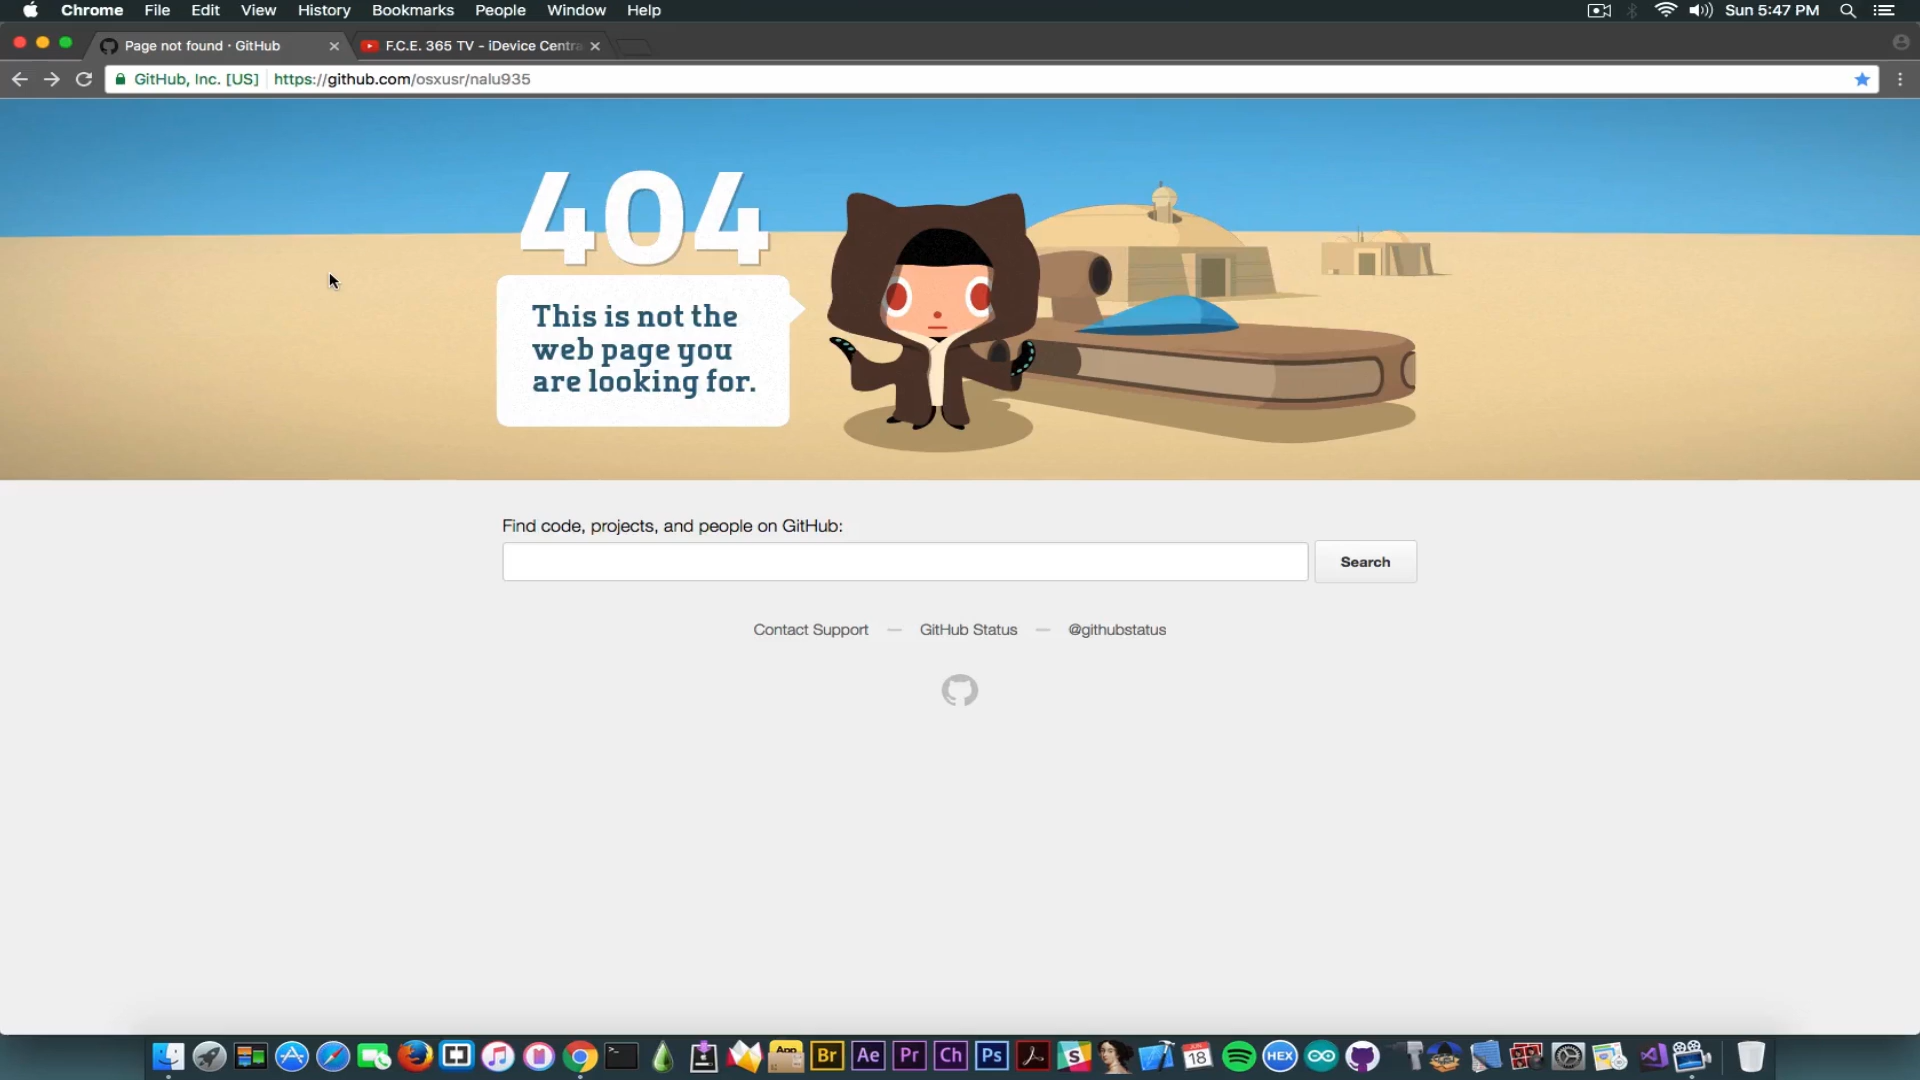 Chrome File Edit View History Bookmarks People Window Help Sun 5:47 PM
Page not found · GitHub F.C.E. 365 TV - iDevice Centra
GitHub, Inc. [US] https://github.com/osxusr/nalu935
404
This is not the
web page you
are looking for.
Find code, projects, and people on GitHub:
Search
Contact Support — GitHub Status — @githubstatus
App Br Ae Pr Ch Ps S JUN 18 HEX